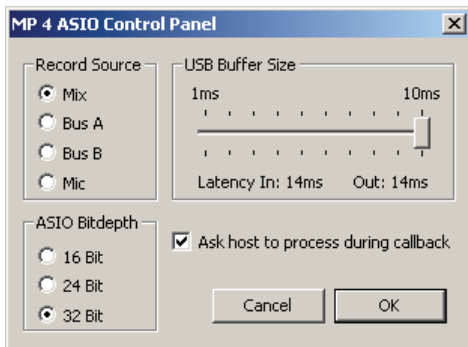 MP 4 ASIO Control Panel
Record Source
Mix
Bus A
Bus B
Mic
USB Buffer Size
1ms 10ms
Latency In: 14ms Out: 14ms
ASIO Bitdepth
16 Bit
24 Bit
32 Bit
Ask host to process during callback
Cancel OK